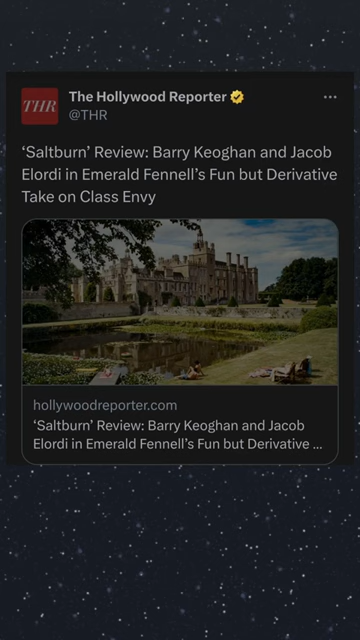 THR
The Hollywood Reporter
@THR
‘Saltburn’ Review: Barry Keoghan and Jacob
Elordi in Emerald Fennell’s Fun but Derivative
Take on Class Envy
hollywoodreporter.com
‘Saltburn’ Review: Barry Keoghan and Jacob
Elordi in Emerald Fennell’s Fun but Derivative ...